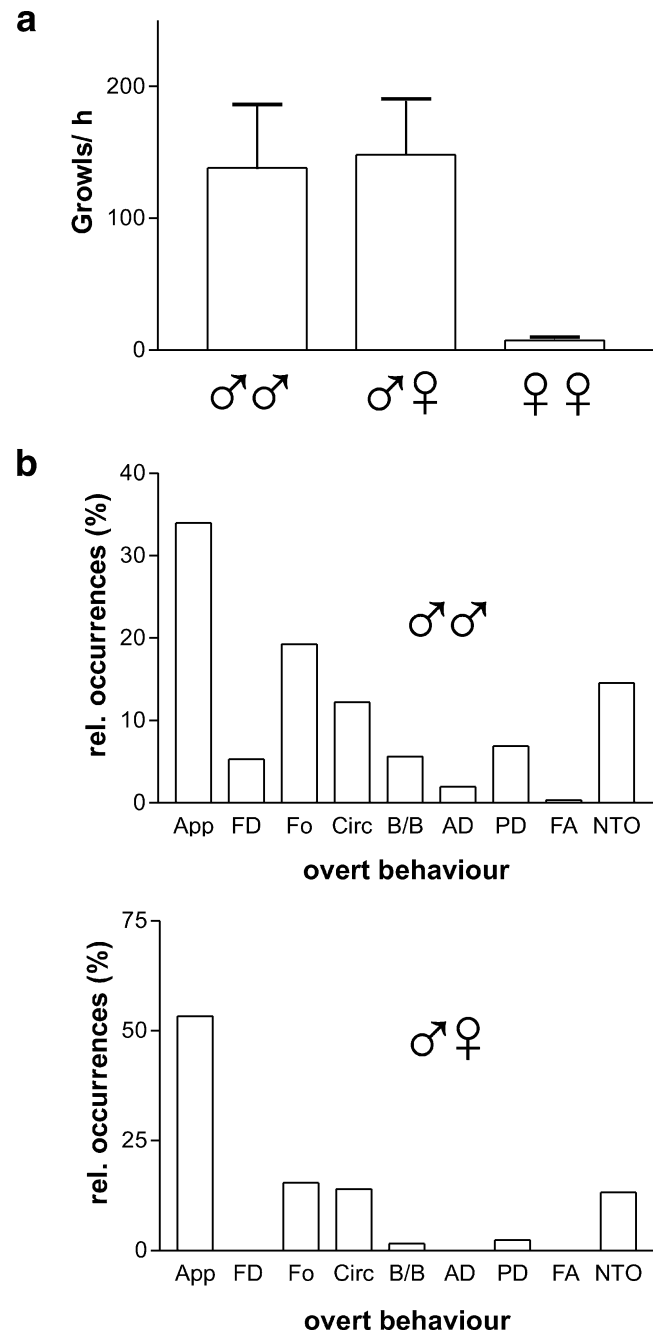 a
Growls/ h
200
100
0
♂♂ ♂♀ ♀♀
b
rel. occurrences (%)
40
30
20
10
0
♂♂
App FD Fo Circ B/B AD PD FA NTO
overt behaviour
rel. occurrences (%)
75
50
25
0
♂♀
App FD Fo Circ B/B AD PD FA NTO
overt behaviour